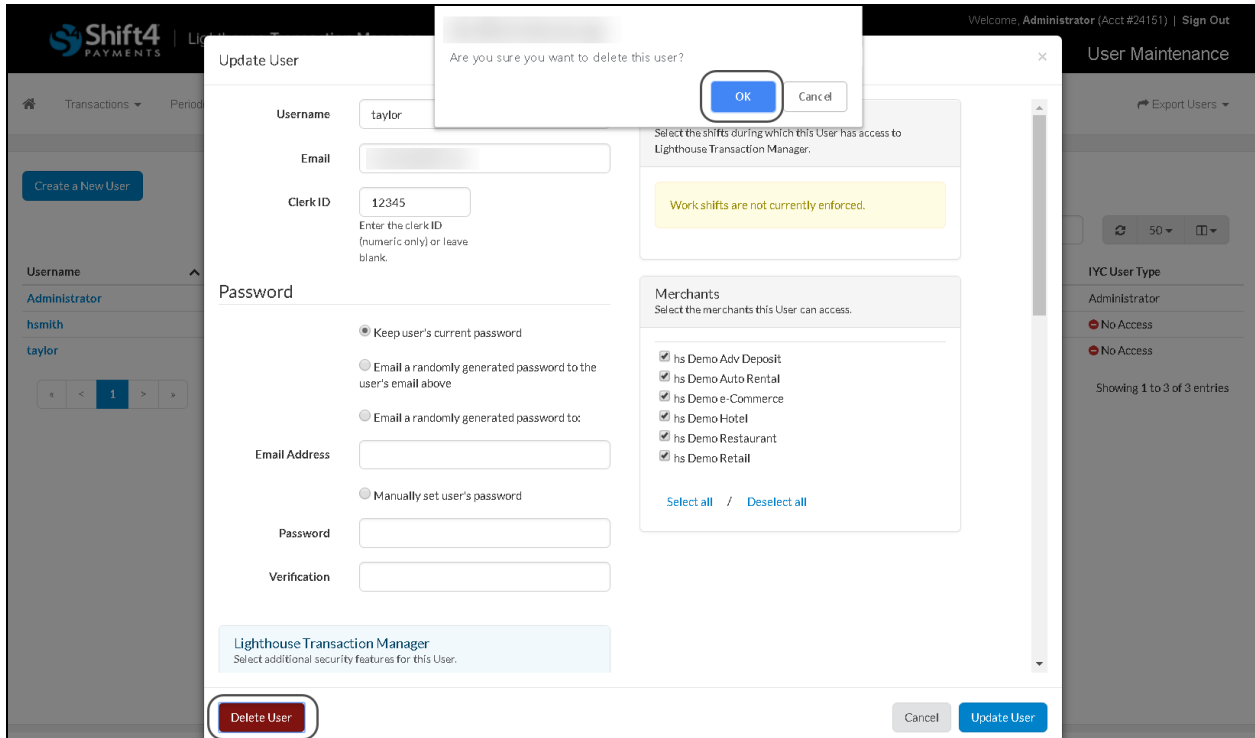 Shift4
PAYMENTS
Welcome, Administrator (Acct #24151) | Sign Out
User Maintenance
Transactions
Export Users
Are you sure you want to delete this user?
OK
Cancel
Update User
×
Username
taylor
Email
Clerk ID
12345
Enter the clerk ID
(numeric only) or leave
blank.
Password
Keep user's current password
Email a randomly generated password to the
user's email above
Email a randomly generated password to:
Email Address
Manually set user's password
Password
Verification
Lighthouse Transaction Manager
Select additional security features for this User.
Select the shifts during which this User has access to
Lighthouse Transaction Manager.
Work shifts are not currently enforced.
Merchants
Select the merchants this User can access.
hs Demo Adv Deposit
hs Demo Auto Rental
hs Demo e-Commerce
hs Demo Hotel
hs Demo Restaurant
hs Demo Retail
Select all / Deselect all
Delete User
Cancel
Update User
Create a New User
50
Username
Administrator
hsmith
taylor
« < 1 > »
IYC User Type
Administrator
No Access
No Access
Showing 1 to 3 of 3 entries